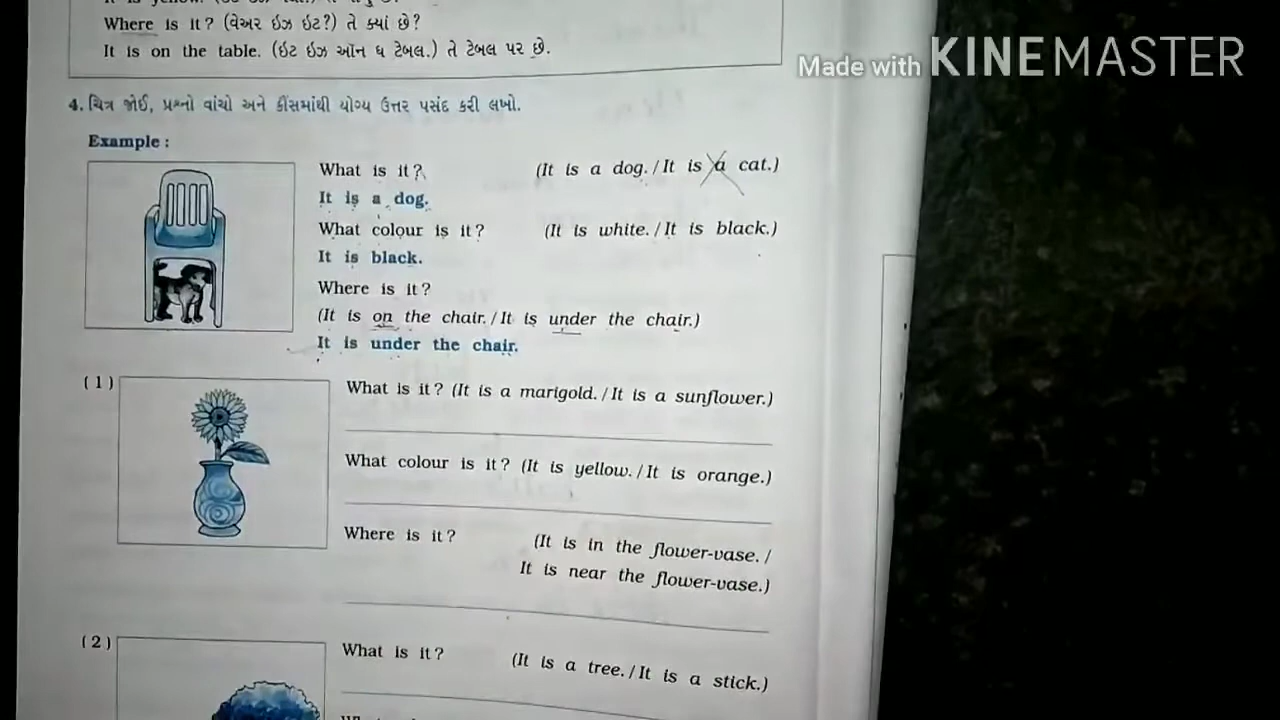 Where is it? (વેઅર ઇઝ ઇટ?) તે ક્યાં છે?
It is on the table. (ઇટ ઇઝ ઑન ધ ટેબલ.) તે ટેબલ પર છે.
Made with KINEMASTER
4. ચિત્ર જોઈ, પ્રશ્નો વાંચો અને કૌંસમાંથી યોગ્ય ઉત્તર પસંદ કરી લખો.
Example :
What is it? (It is a dog. / It is a cat.)
It is a dog.
What colour is it? (It is white. / It is black.)
It is black.
Where is it?
(It is on the chair. / It is under the chair.)
It is under the chair.
(1) What is it? (It is a marigold. / It is a sunflower.)
What colour is it? (It is yellow. / It is orange.)
Where is it? (It is in the flower-vase. /
It is near the flower-vase.)
(2) What is it? (It is a tree. / It is a stick.)